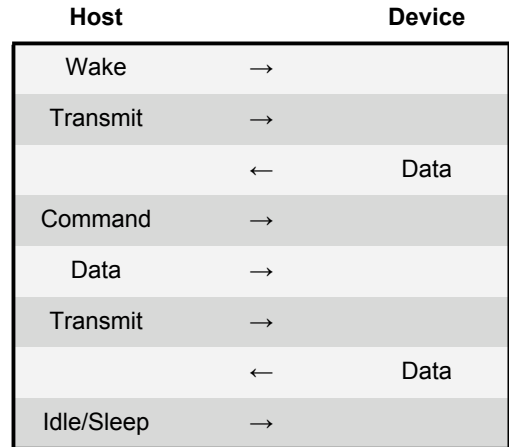 Host Device
Wake →
Transmit →
← Data
Command →
Data →
Transmit →
← Data
Idle/Sleep →